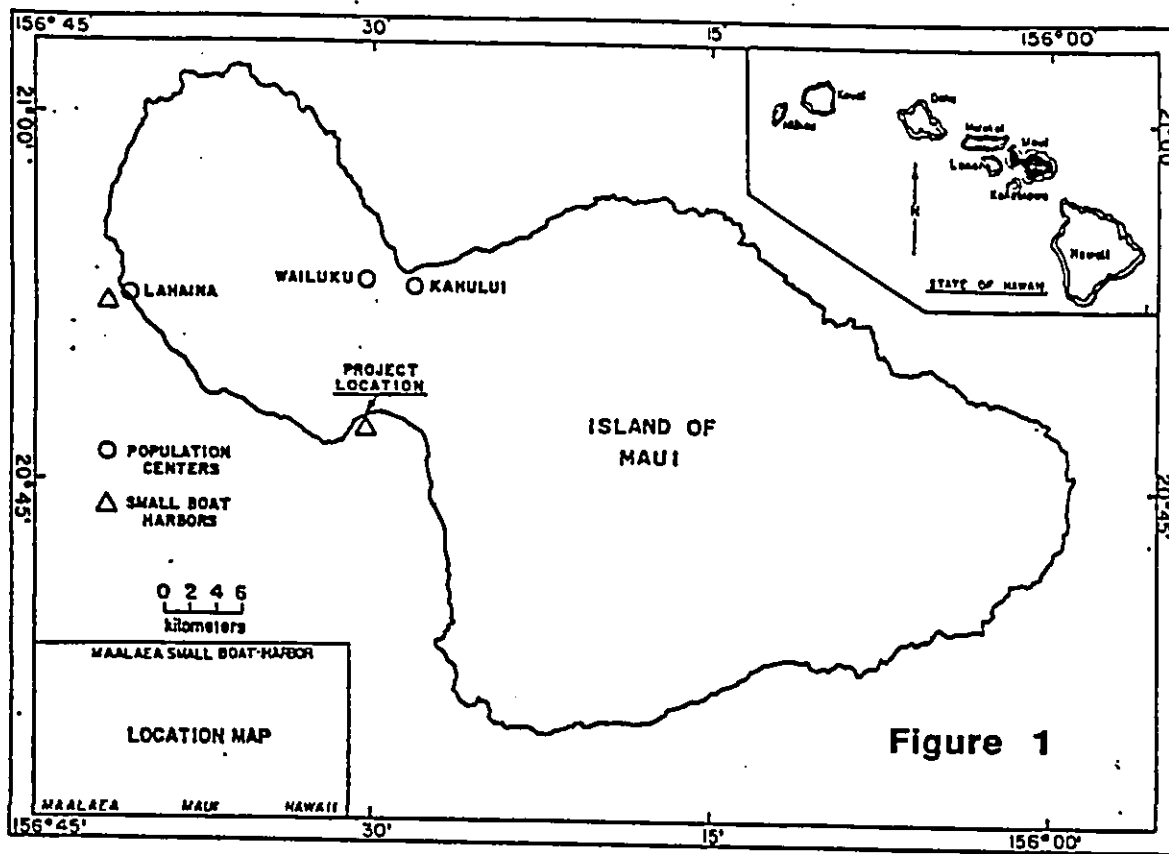 156° 45'
30'
15'
156° 00'
21° 00'
21° 00'
Kauai
Niihau
Oahu
Molokai
Maui
Lanai
Kahoolawe
N
Hawaii
STATE OF HAWAII
LAHAINA
WAILUKU
KAHULUI
PROJECT
LOCATION
ISLAND OF
MAUI
POPULATION
CENTERS
SMALL BOAT
HARBORS
20° 45'
20° 45'
0 2 4 6
kilometers
MAALAEA SMALL BOAT-HARBOR
LOCATION MAP
MAALAEA MAUI HAWAII
Figure 1
156° 45'
30'
15'
156° 00'